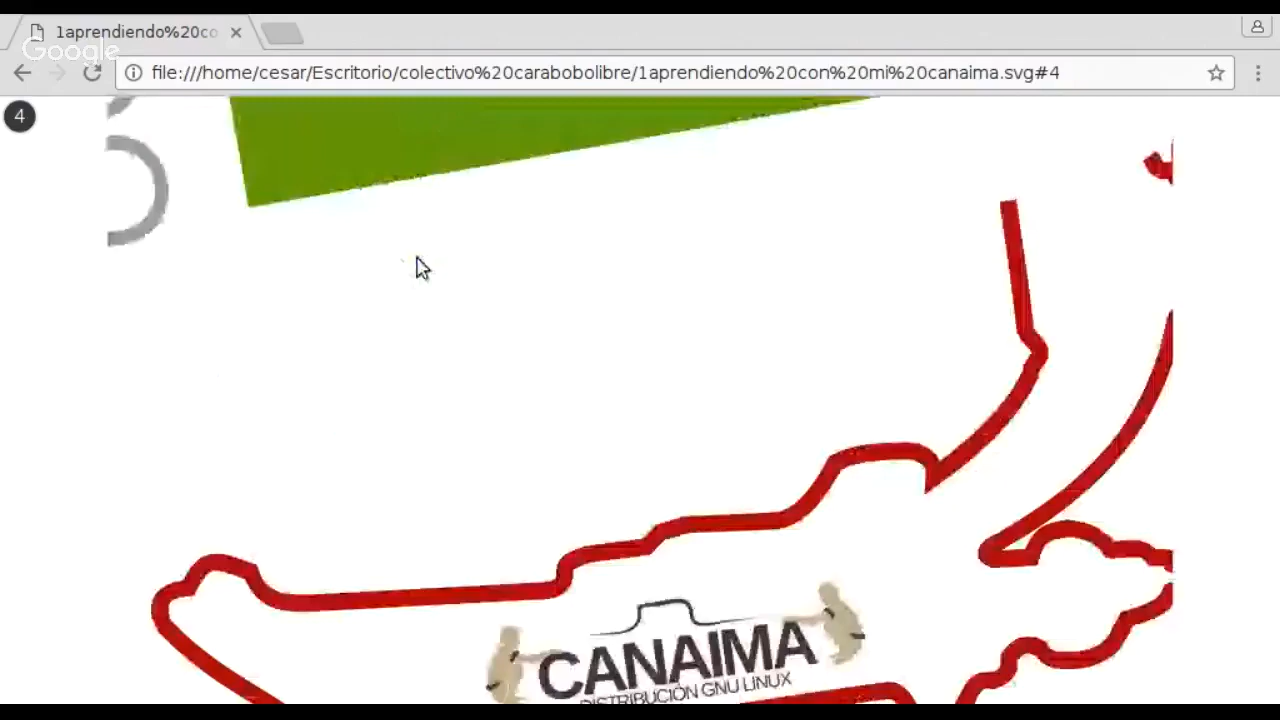 1aprendiendo%20co
Google
file:///home/cesar/Escritorio/colectivo%20carabobolibre/1aprendiendo%20con%20mi%20canaima.svg#4
4
CANAIMA
DISTRIBUCIÓN GNU LINUX